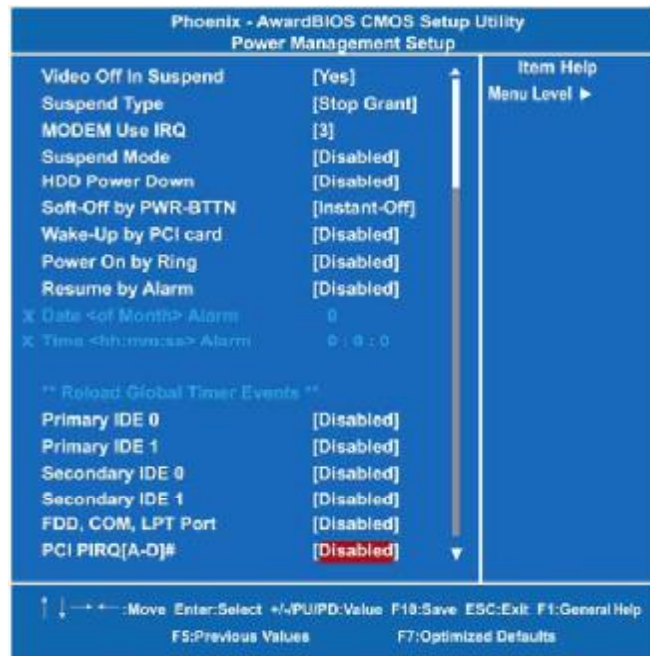 Phoenix - AwardBIOS CMOS Setup Utility
Power Management Setup
Video Off In Suspend [Yes]
Suspend Type [Stop Grant]
MODEM Use IRQ [3]
Suspend Mode [Disabled]
HDD Power Down [Disabled]
Soft-Off by PWR-BTTN [Instant-Off]
Wake-Up by PCI card [Disabled]
Power On by Ring [Disabled]
Resume by Alarm [Disabled]
X Date <of Month> Alarm 0
X Time <hh:mm:ss> Alarm 0 : 0 : 0
** Reload Global Timer Events **
Primary IDE 0 [Disabled]
Primary IDE 1 [Disabled]
Secondary IDE 0 [Disabled]
Secondary IDE 1 [Disabled]
FDD, COM, LPT Port [Disabled]
PCI PIRQ[A-D]# [Disabled]
Item Help
Menu Level ▶
↑ ↓ → ← :Move Enter:Select +/-/PU/PD:Value F10:Save ESC:Exit F1:General Help
F5:Previous Values F7:Optimized Defaults